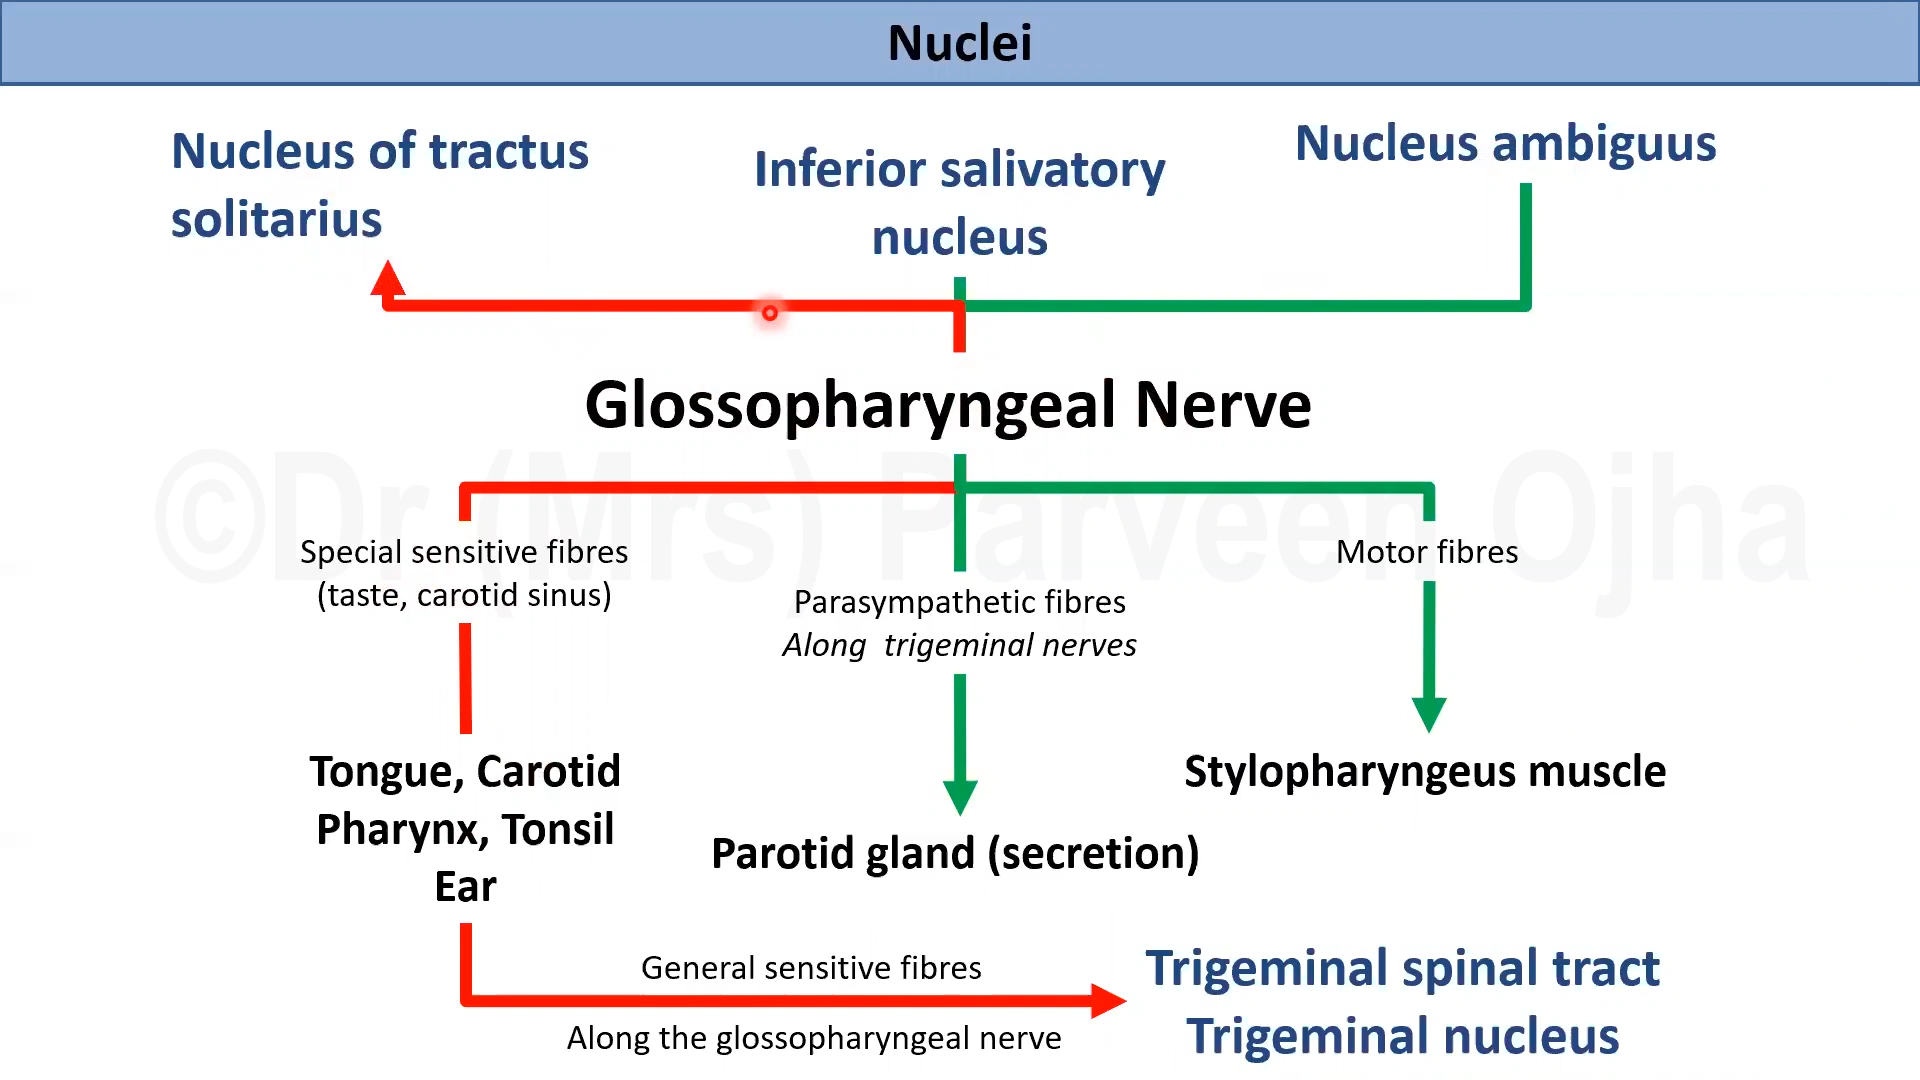 Nuclei
Nucleus of tractus
solitarius
Inferior salivatory
nucleus
Nucleus ambiguus
Glossopharyngeal Nerve
©Dr (Mrs) Parveen Ojha
Special sensitive fibres
(taste, carotid sinus)
Parasympathetic fibres
Along trigeminal nerves
Motor fibres
Tongue, Carotid
Pharynx, Tonsil
Ear
Parotid gland (secretion)
Stylopharyngeus muscle
General sensitive fibres
Along the glossopharyngeal nerve
Trigeminal spinal tract
Trigeminal nucleus